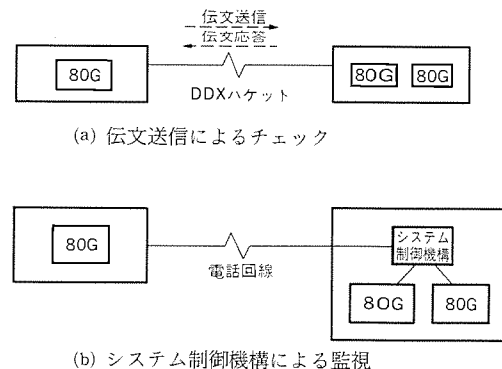 伝文送信
伝文応答
80G
80G 80G
DDXハケット
(a) 伝文送信によるチェック
80G
システム
制御機構
電話回線
80G 80G
(b) システム制御機構による監視